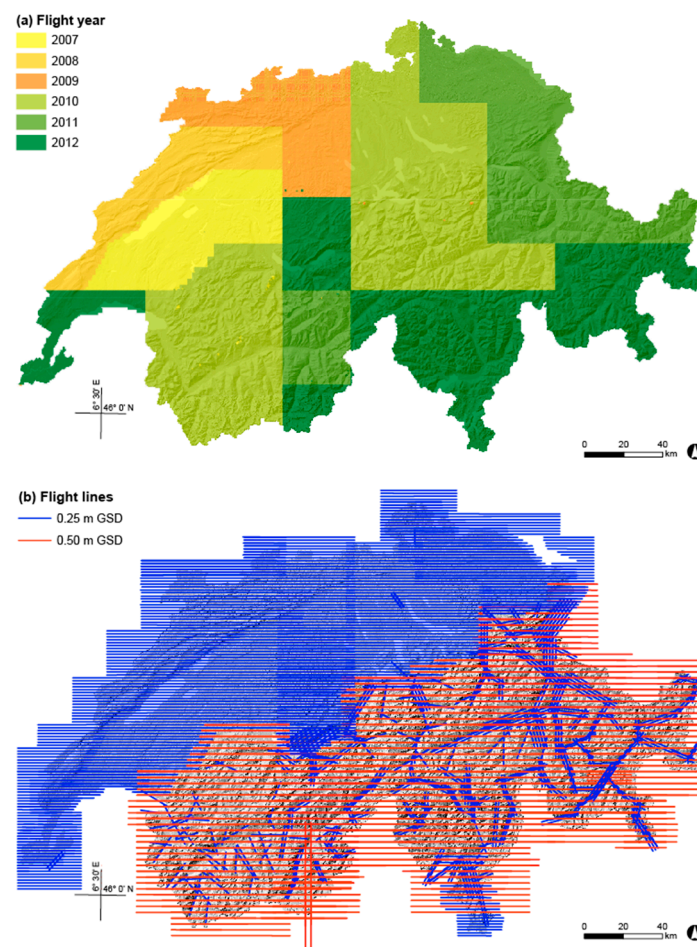 (a) Flight year
2007
2008
2009
2010
2011
2012
6° 30' E
46° 0' N
0 20 40
km
(b) Flight lines
0.25 m GSD
0.50 m GSD
6° 30' E
46° 0' N
0 20 40
km